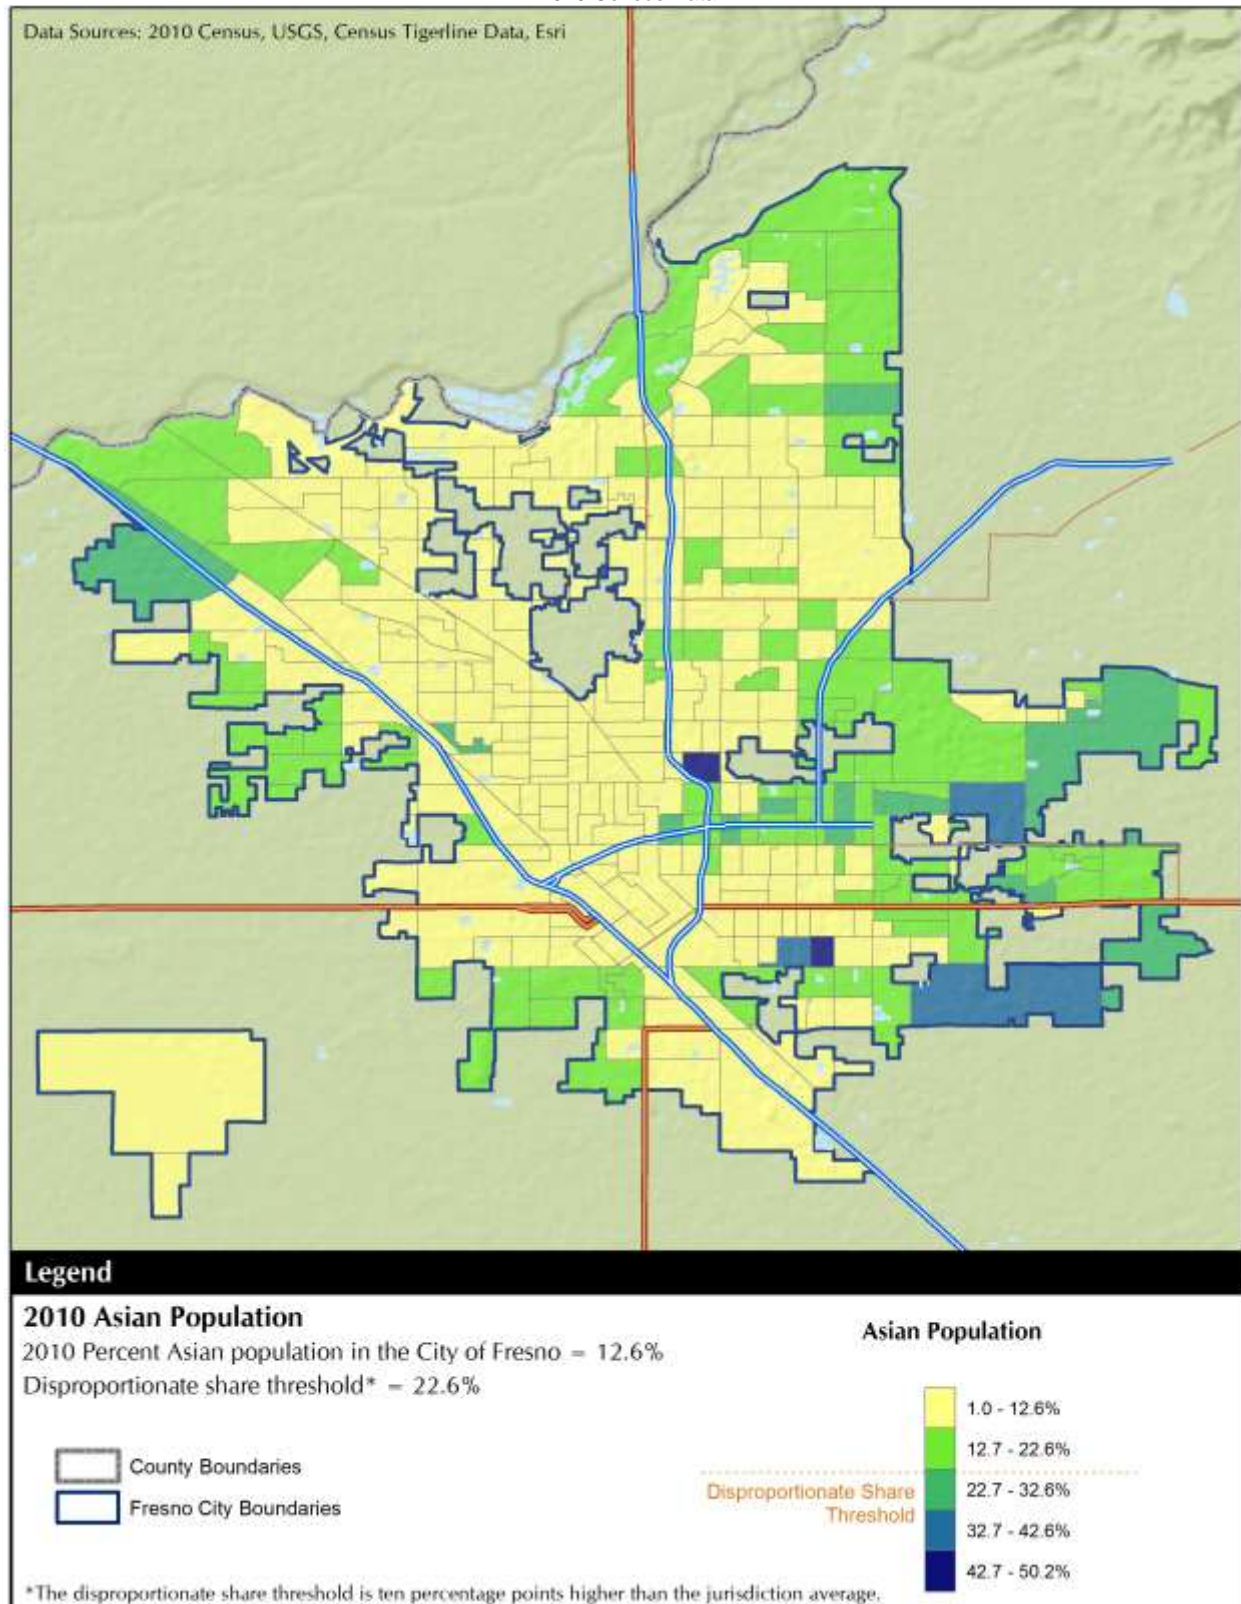 Data Sources: 2010 Census, USGS, Census Tigerline Data, Esri
Legend
2010 Asian Population
2010 Percent Asian population in the City of Fresno = 12.6%
Disproportionate share threshold* = 22.6%
County Boundaries
Fresno City Boundaries
Asian Population
1.0 - 12.6%
12.7 - 22.6%
Disproportionate Share
Threshold
22.7 - 32.6%
32.7 - 42.6%
42.7 - 50.2%
*The disproportionate share threshold is ten percentage points higher than the jurisdiction average.